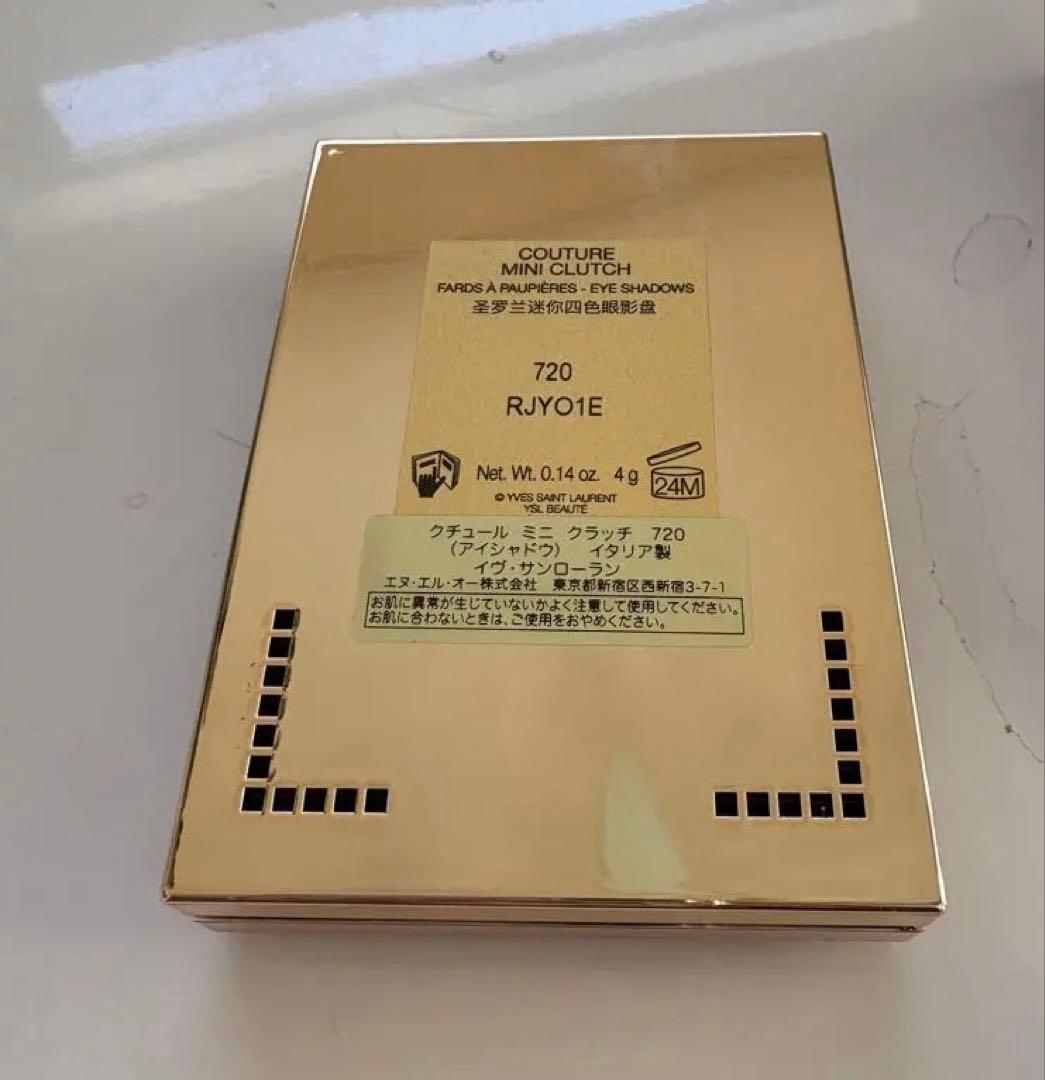 COUTURE
MINI CLUTCH
FARDS À PAUPIÈRES - EYE SHADOWS
圣罗兰迷你四色眼影盘
720
RJYO1E
Net. Wt. 0.14 oz. 4 g
24M
© YVES SAINT LAURENT
YSL BEAUTÉ
クチュール ミニ クラッチ 720
(アイシャドウ) イタリア製
イヴ・サンローラン
エヌ・エル・オー株式会社 東京都新宿区西新宿3-7-1
お肌に異常が生じていないかよく注意して使用してください。
お肌に合わないときは、ご使用をおやめください。